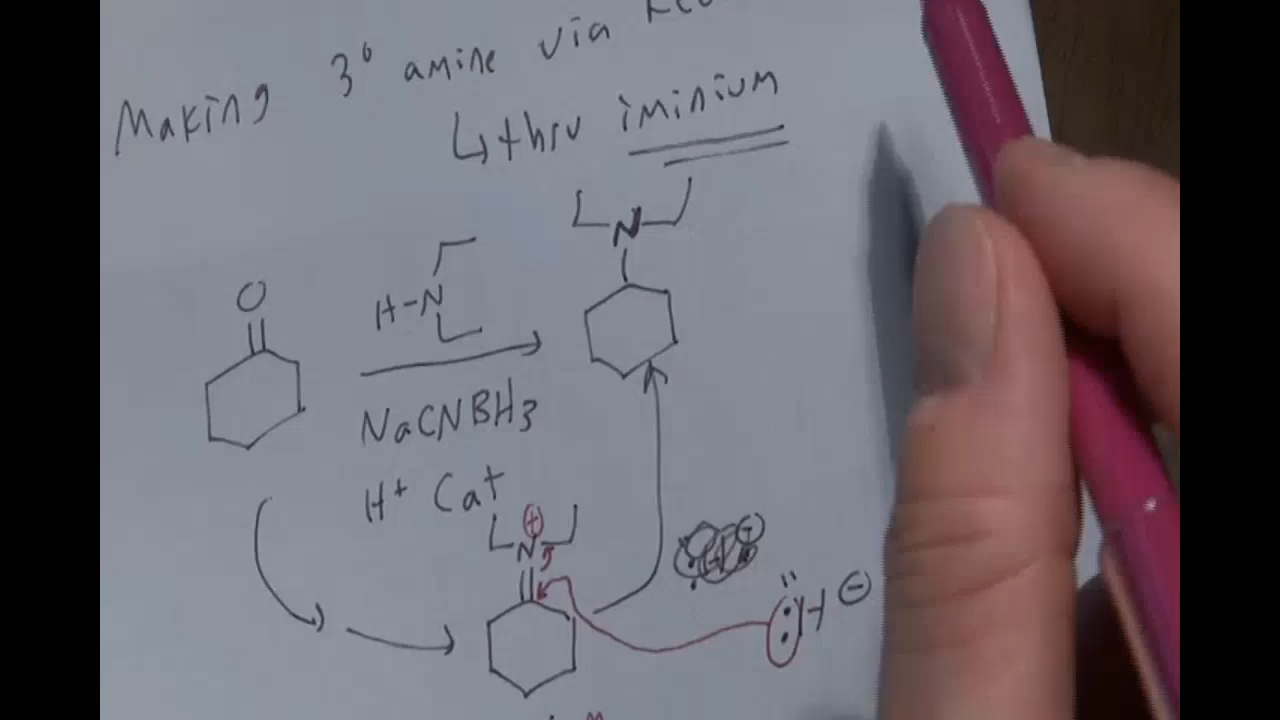 Making 3° amine via
↳ thru iminium
N
O
H-N
NaCNBH3
H+ Cat
+
N
H